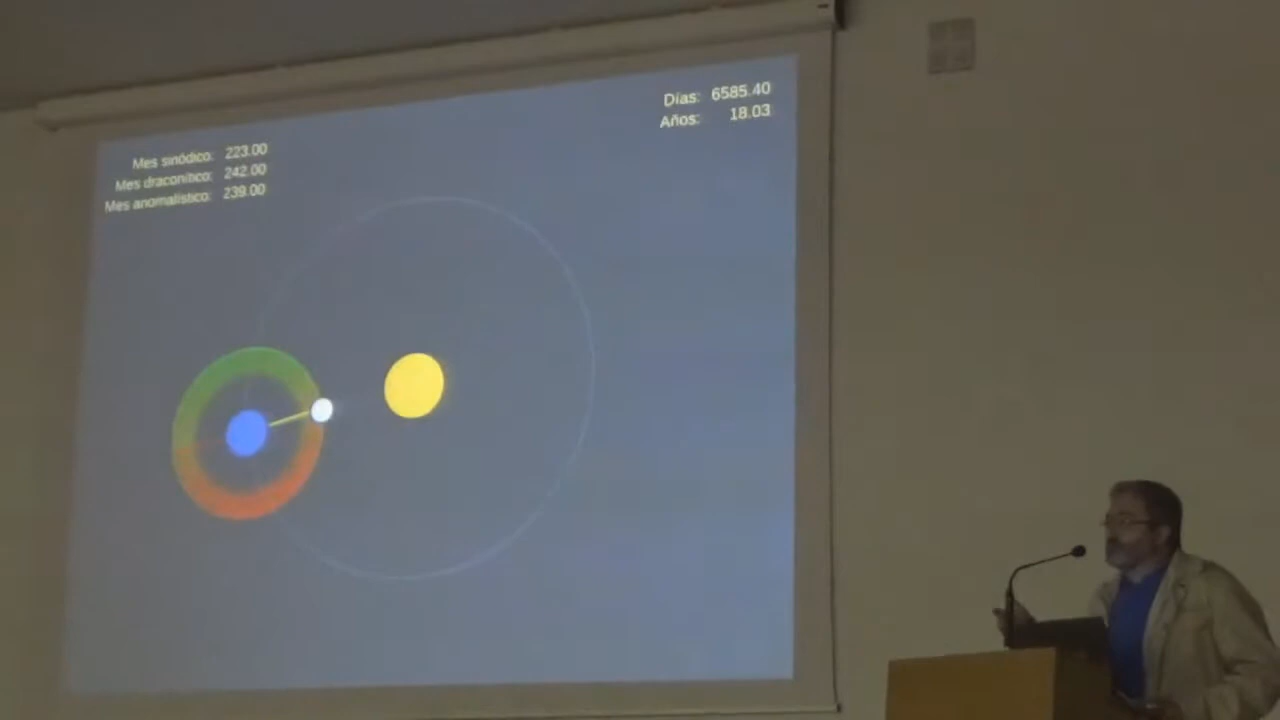 Días: 6585.40
Años: 18.03
Mes sinódico: 223.00
Mes draconítico: 242.00
Mes anomalístico: 239.00